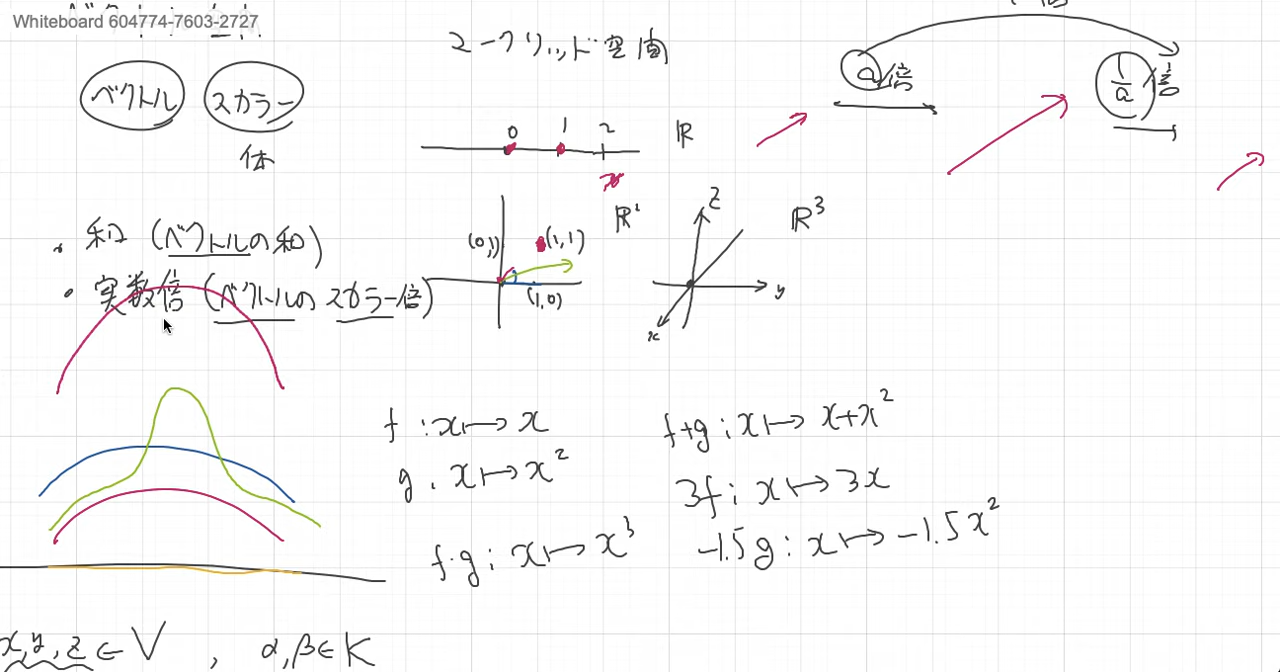 Whiteboard 604774-7603-2727
ベクトル スカラー
体
・和 (ベクトルの和)
・実数倍 (ベクトルの スカラー倍)
ユークリッド空間
0 1 2 R
(0,1) (1,1)
(1,0)
z R³
y
x
a倍 1/a倍
f : x ↦ x
g : x ↦ x²
f·g : x ↦ x³
f+g : x ↦ x+x²
3f : x ↦ 3x
-1.5g : x ↦ -1.5x²
x,y,z ∈ V , α,β ∈ K